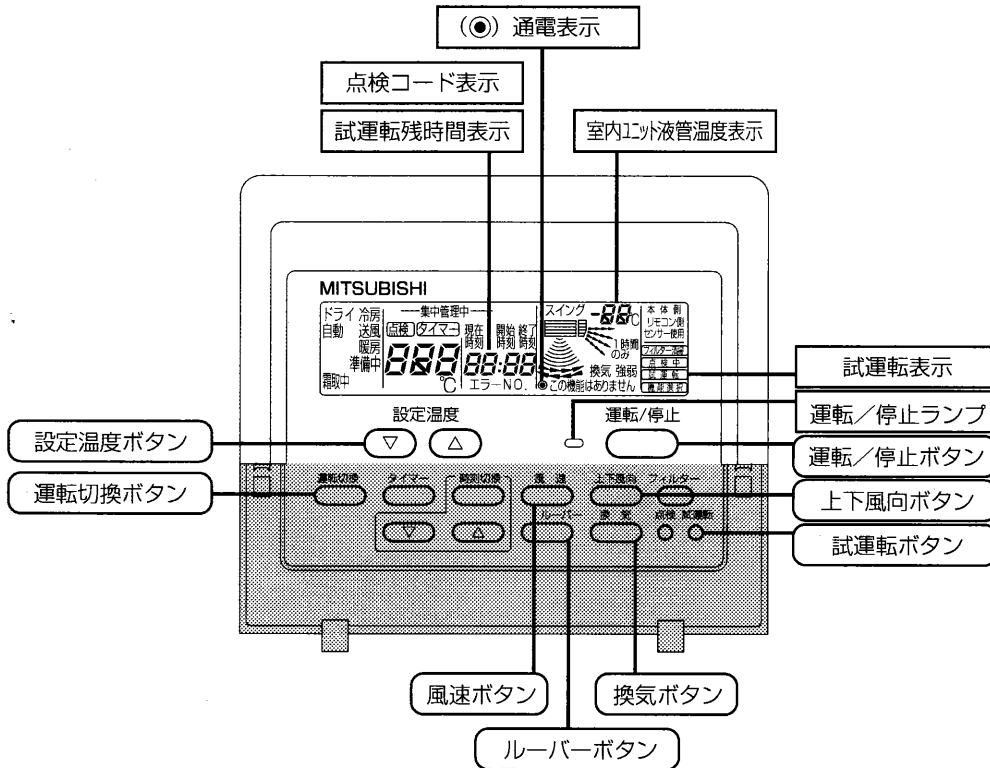 (◉) 通電表示
点検コード表示
試運転残時間表示
室内ユニット液管温度表示
MITSUBISHI
ドライ 冷房 集中管理中 スイング -88℃ 本体側
自動 送風 点検 タイマー 現在時刻 開始時刻 終了時刻 リモコン側
暖房 1時間のみ センサー使用
準備中 888℃ 88:88 換気 強弱 フィルター清掃
霜取中 エラーNO. ◉この機能はありません 点検中
試運転
機能選択
設定温度 運転/停止
▽ △
試運転表示
運転/停止ランプ
設定温度ボタン
運転/停止ボタン
運転切換ボタン
上下風向ボタン
試運転ボタン
運転切換 タイマー 時刻切換 風速 上下風向 フィルター
▽ △ ルーバー 換気 点検 試運転
風速ボタン
換気ボタン
ルーバーボタン